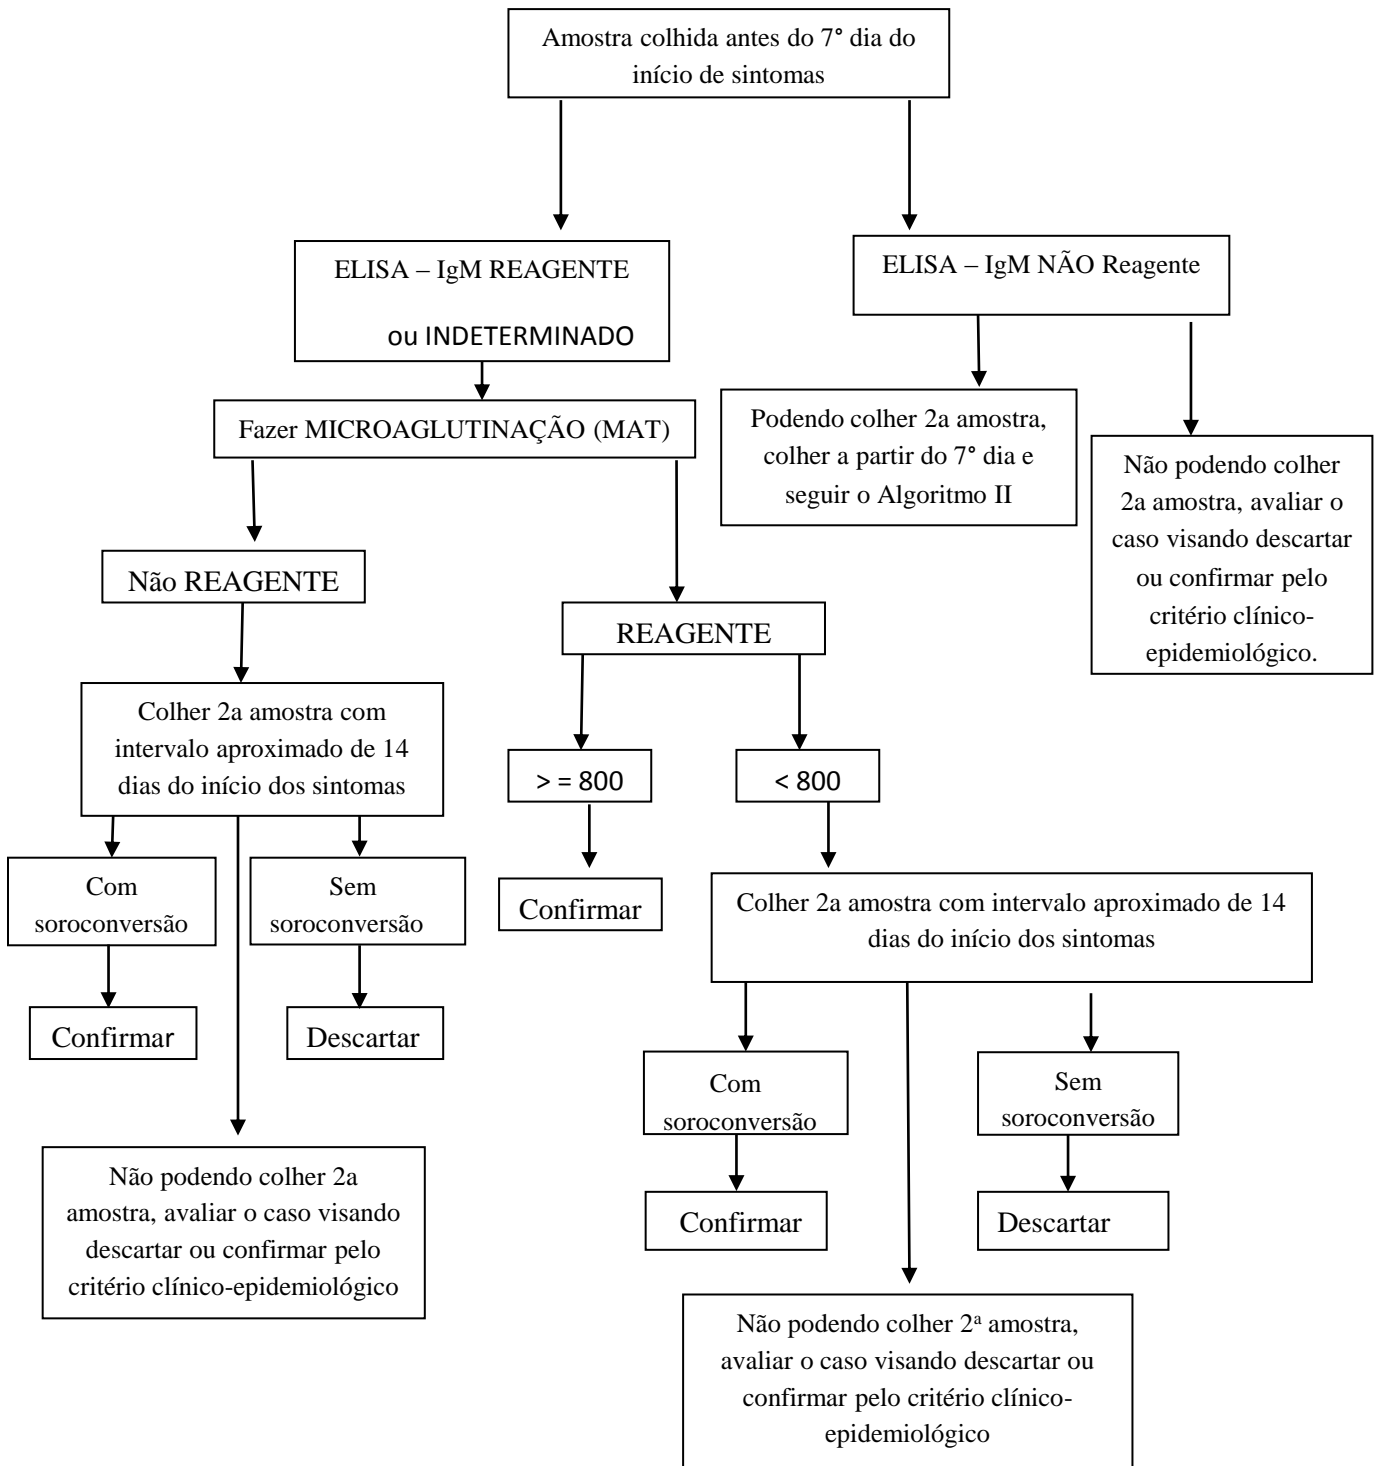 Amostra colhida antes do 7° dia do
início de sintomas
ELISA – IgM REAGENTE
ou INDETERMINADO
ELISA – IgM NÃO Reagente
Fazer MICROAGLUTINAÇÃO (MAT)
Podendo colher 2a amostra,
colher a partir do 7° dia e
seguir o Algoritmo II
Não podendo colher
2a amostra, avaliar o
caso visando descartar
ou confirmar pelo
critério clínico-
epidemiológico.
Não REAGENTE
REAGENTE
Colher 2a amostra com
intervalo aproximado de 14
dias do início dos sintomas
> = 800
< 800
Com
soroconversão
Sem
soroconversão
Confirmar
Colher 2a amostra com intervalo aproximado de 14
dias do início dos sintomas
Confirmar
Descartar
Com
soroconversão
Sem
soroconversão
Não podendo colher 2a
amostra, avaliar o caso visando
descartar ou confirmar pelo
critério clínico-epidemiológico
Confirmar
Descartar
Não podendo colher 2ª amostra,
avaliar o caso visando descartar ou
confirmar pelo critério clínico-
epidemiológico